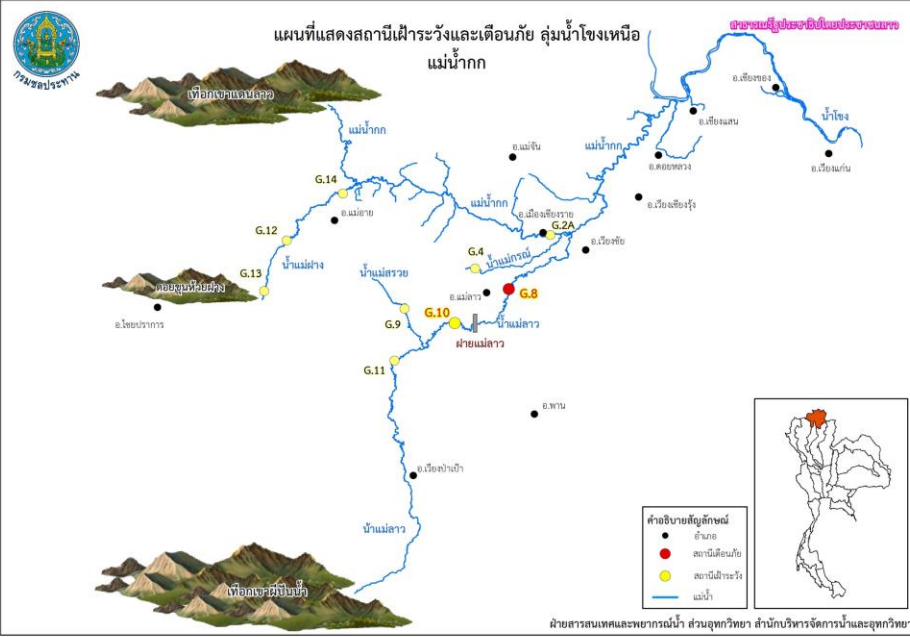 แผนที่แสดงสถานีเฝ้าระวังและเตือนภัย ลุ่มน้ำโขงเหนือ
แม่น้ำกก
สาธารณรัฐประชาธิปไตยประชาชนลาว
กรมชลประทาน
เทือกเขาแดนลาว
แม่น้ำกก
อ.เชียงของ
น้ำโขง
อ.เชียงแสน
อ.แม่จัน
แม่น้ำกก
อ.ดอยหลวง
อ.เวียงแก่น
G.14
อ.แม่อาย
แม่น้ำกก
อ.เวียงเชียงรุ้ง
อ.เมืองเชียงราย
G.2A
G.12
น้ำแม่ฝาง
G.4
น้ำแม่กรณ์
อ.เวียงชัย
G.13
น้ำแม่สรวย
ดอยขุนห้วยฝาง
อ.แม่ลาว
G.8
อ.ไชยปราการ
G.9
G.10
น้ำแม่ลาว
ฝายแม่ลาว
G.11
อ.พาน
อ.เวียงป่าเป้า
น้ำแม่ลาว
เทือกเขาผีปันน้ำ
คำอธิบายสัญลักษณ์
อำเภอ
สถานีเตือนภัย
สถานีเฝ้าระวัง
แม่น้ำ
ฝ่ายสารสนเทศและพยากรณ์น้ำ ส่วนอุทกวิทยา สำนักบริหารจัดการน้ำและอุทกวิทยา